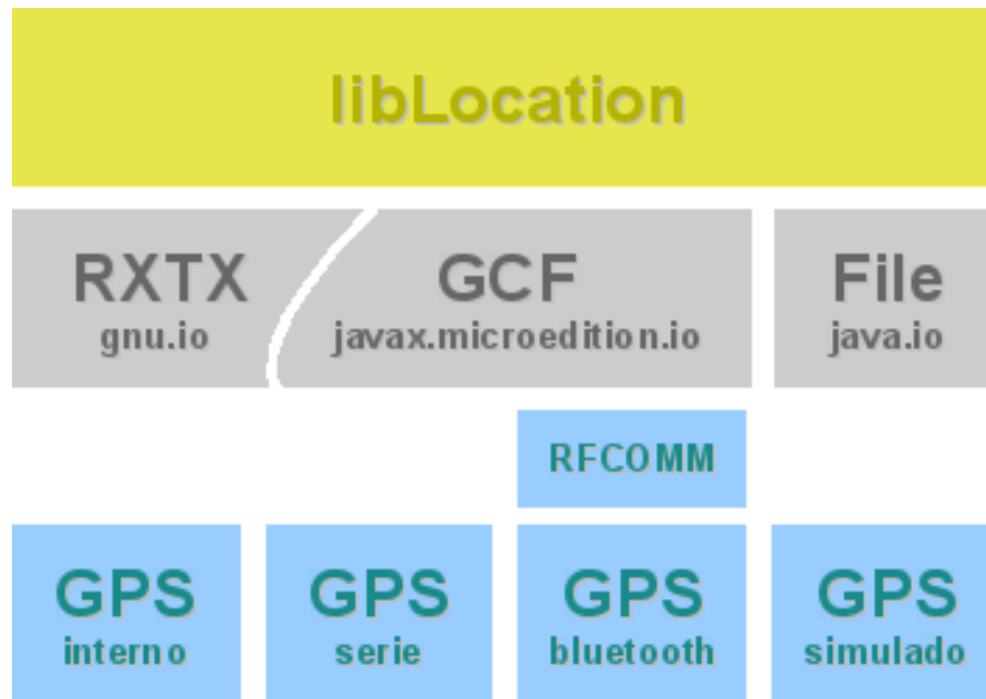 libLocation
RXTX
gnu.io
GCF
javax.microedition.io
File
java.io
RFCOMM
GPS
interno
GPS
serie
GPS
bluetooth
GPS
simulado